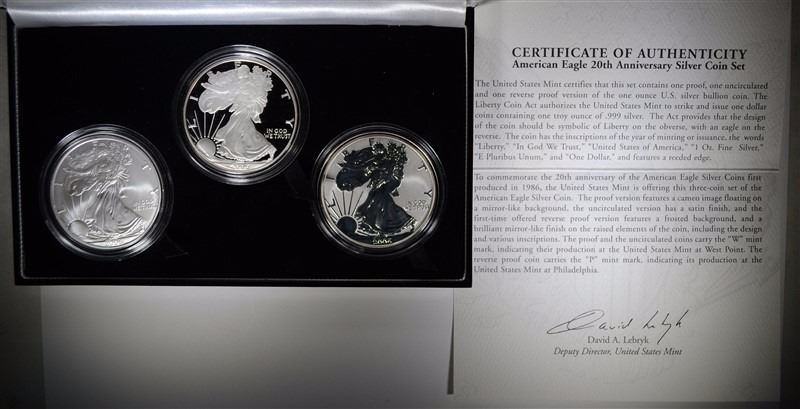 LIBERTY
IN GOD
WE TRUST
2006
CERTIFICATE OF AUTHENTICITY
American Eagle 20th Anniversary Silver Coin Set
The United States Mint certifies that this set contains one proof, one uncirculated
and one reverse proof version of the one ounce U.S. silver bullion coin. The
Liberty Coin Act authorizes the United States Mint to strike and issue one dollar
coins containing one troy ounce of .999 silver. The Act provides that the design
of the coin should be symbolic of Liberty on the obverse, with an eagle on the
reverse. The coin has the inscriptions of the year of minting or issuance, the words
"Liberty," "In God We Trust," "United States of America," "1 Oz. Fine Silver,"
"E Pluribus Unum," and "One Dollar," and features a reeded edge.
To commemorate the 20th anniversary of the American Eagle Silver Coins first
produced in 1986, the United States Mint is offering this three-coin set of the
American Eagle Silver Coin. The proof version features a cameo image floating on
a mirror-like background, the uncirculated version has a satin finish, and the
first-time offered reverse proof version features a frosted background, and a
brilliant mirror-like finish on the raised elements of the coin, including the design
and various inscriptions. The proof and the uncirculated coins carry the "W" mint
mark, indicating their production at the United States Mint at West Point. The
reverse proof coin carries the "P" mint mark, indicating its production at the
United States Mint at Philadelphia.
David Lebryk
David A. Lebryk
Deputy Director, United States Mint